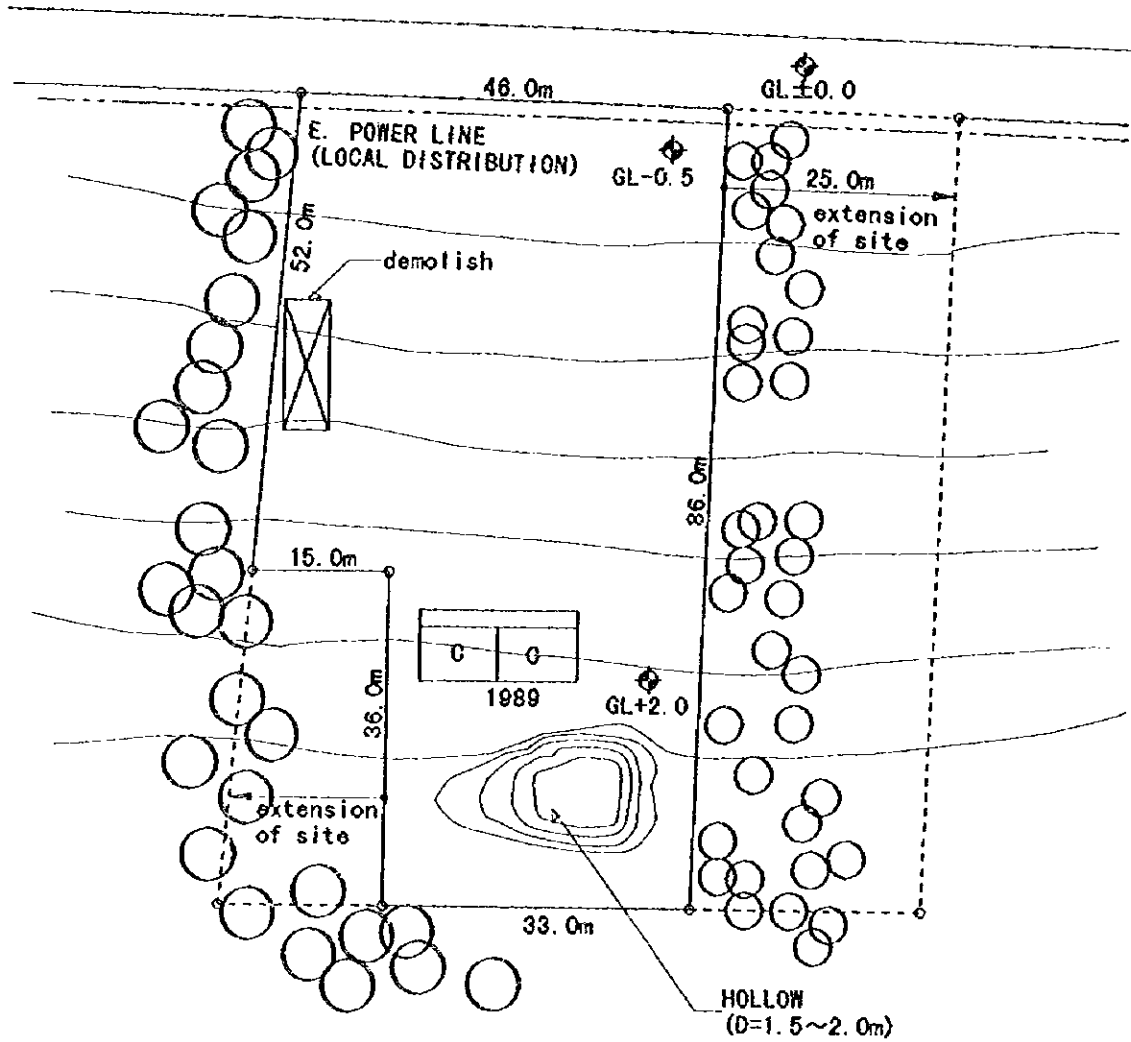 46.0m
GL±0.0
E. POWER LINE
(LOCAL DISTRIBUTION)
GL-0.5
25.0m
extension
of site
52.0m
demolish
86.0m
15.0m
C C
1989
GL+2.0
36.0m
extension
of site
33.0m
HOLLOW
(D=1.5~2.0m)